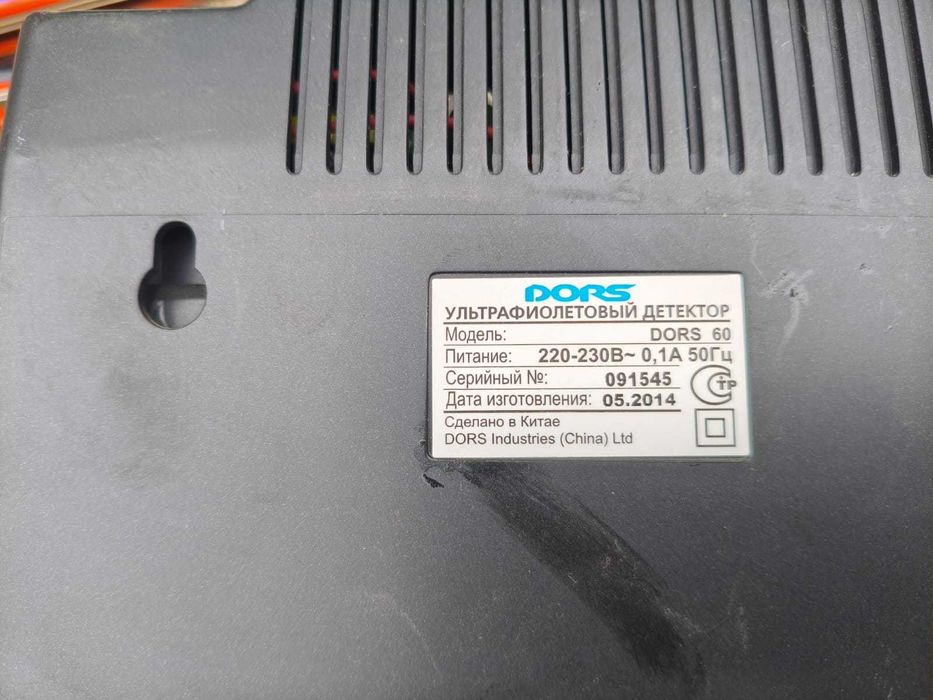 DORS
УЛЬТРАФИОЛЕТОВЫЙ ДЕТЕКТОР
Модель: DORS 60
Питание: 220-230В~ 0,1А 50Гц
Серийный №: 091545
Дата изготовления: 05.2014
ТР
Сделано в Китае
DORS Industries (China) Ltd